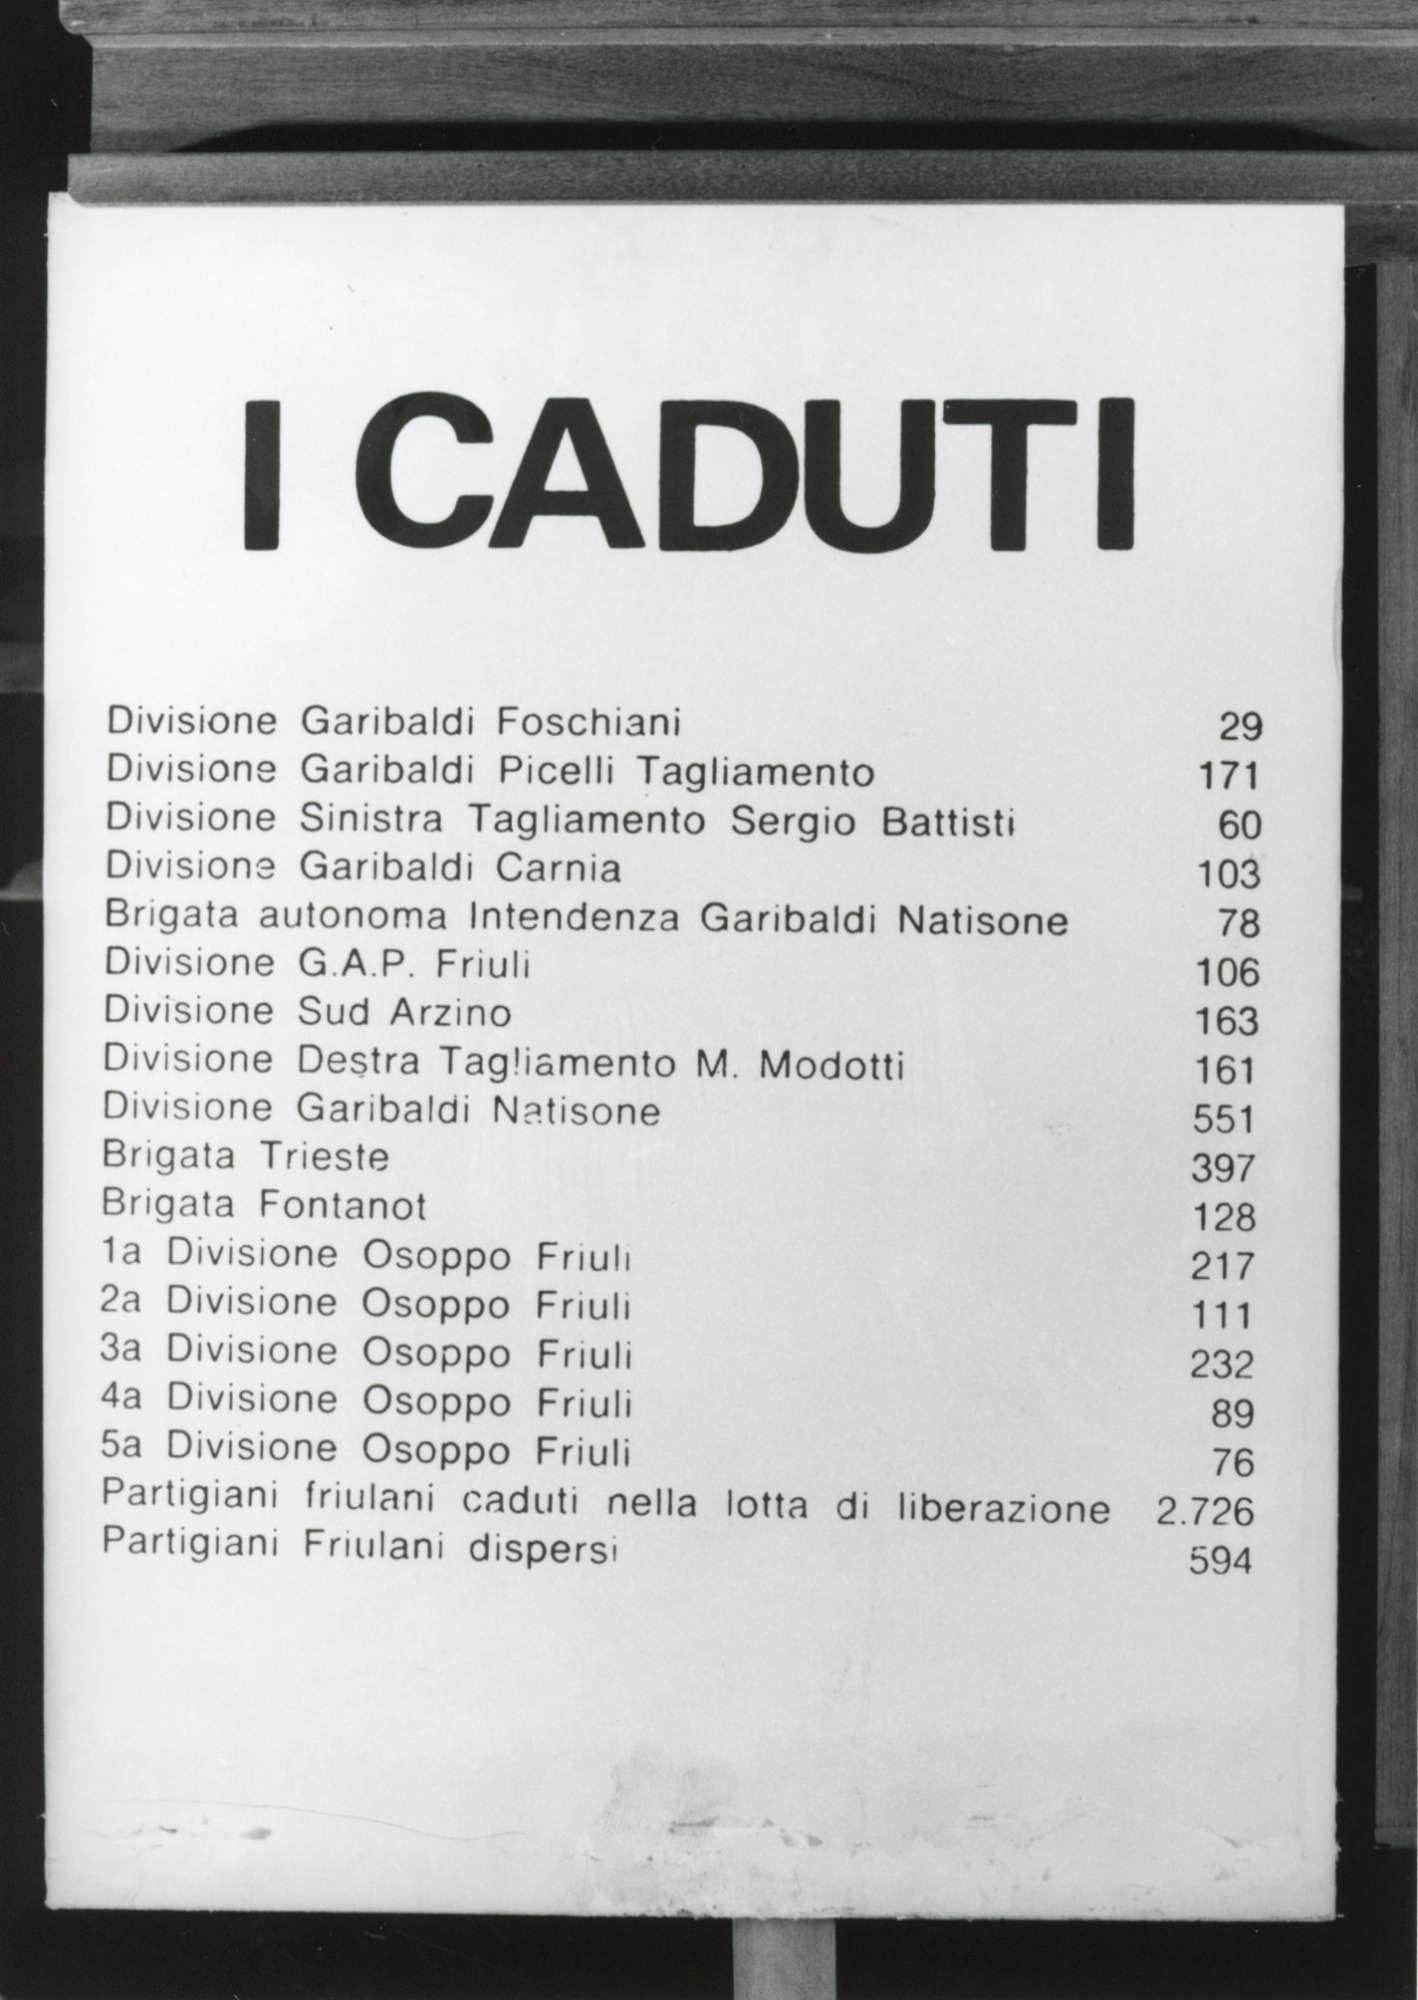 I CADUTI
Divisione Garibaldi Foschiani 29
Divisione Garibaldi Picelli Tagliamento 171
Divisione Sinistra Tagliamento Sergio Battisti 60
Divisione Garibaldi Carnia 103
Brigata autonoma Intendenza Garibaldi Natisone 78
Divisione G.A.P. Friuli 106
Divisione Sud Arzino 163
Divisione Destra Tagliamento M. Modotti 161
Divisione Garibaldi Natisone 551
Brigata Trieste 397
Brigata Fontanot 128
1a Divisione Osoppo Friuli 217
2a Divisione Osoppo Friuli 111
3a Divisione Osoppo Friuli 232
4a Divisione Osoppo Friuli 89
5a Divisione Osoppo Friuli 76
Partigiani friulani caduti nella lotta di liberazione 2.726
Partigiani Friulani dispersi 594